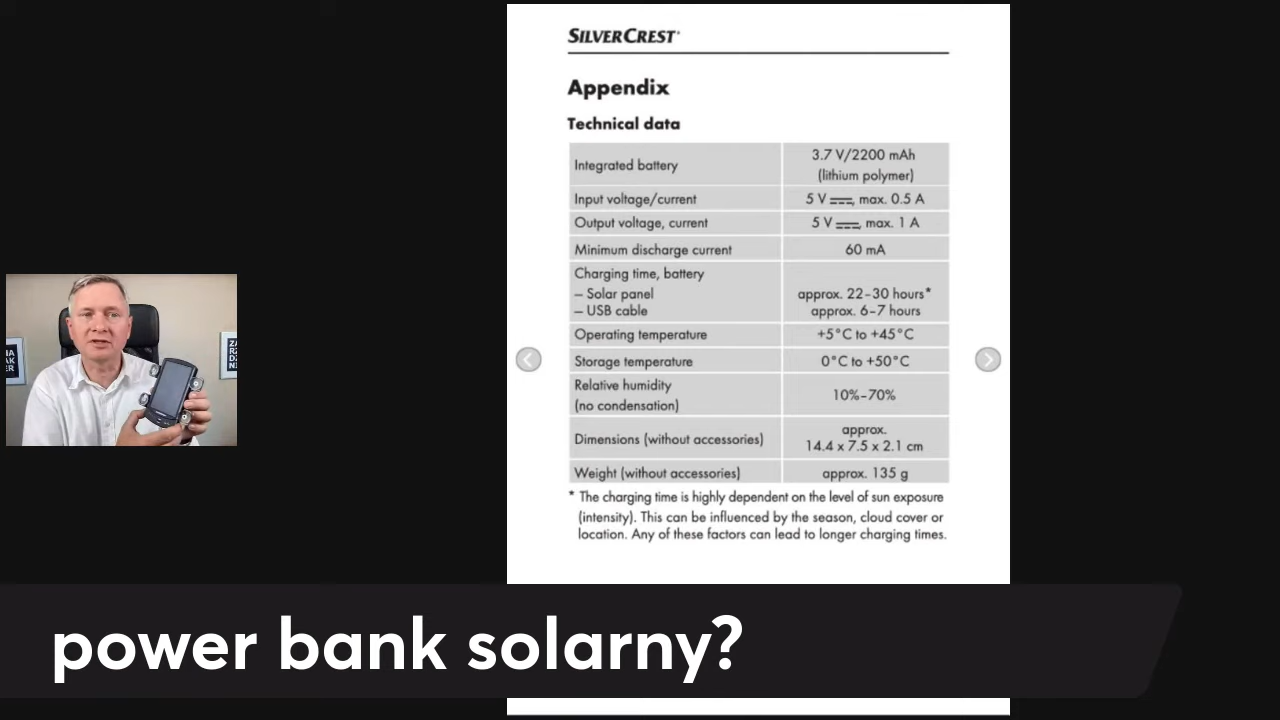 SILVERCREST®
Appendix
Technical data
Integrated battery
3.7 V/2200 mAh
(lithium polymer)
Input voltage/current
5 V ⎓, max. 0.5 A
Output voltage, current
5 V ⎓, max. 1 A
Minimum discharge current
60 mA
Charging time, battery
– Solar panel
approx. 22–30 hours*
– USB cable
approx. 6–7 hours
Operating temperature
+5°C to +45°C
Storage temperature
0°C to +50°C
Relative humidity
(no condensation)
10%–70%
Dimensions (without accessories)
approx.
14.4 x 7.5 x 2.1 cm
Weight (without accessories)
approx. 135 g
* The charging time is highly dependent on the level of sun exposure
(intensity). This can be influenced by the season, cloud cover or
location. Any of these factors can lead to longer charging times.
power bank solarny?